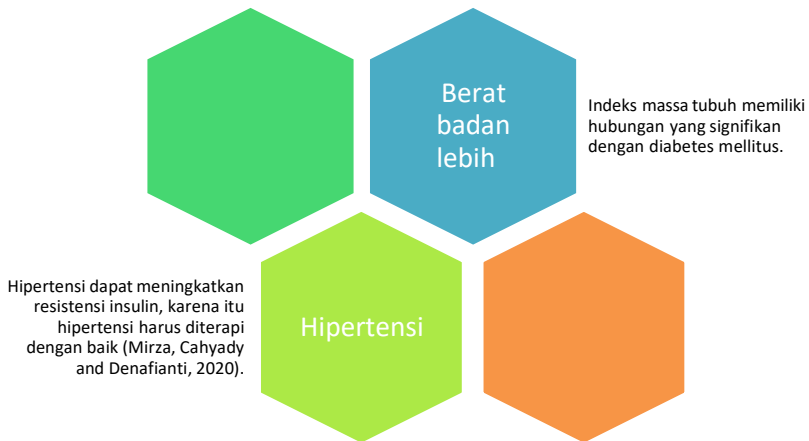 Berat
badan
lebih
Indeks massa tubuh memiliki
hubungan yang signifikan
dengan diabetes mellitus.
Hipertensi dapat meningkatkan
resistensi insulin, karena itu
hipertensi harus diterapi
dengan baik (Mirza, Cahyady
and Denafianti, 2020).
Hipertensi